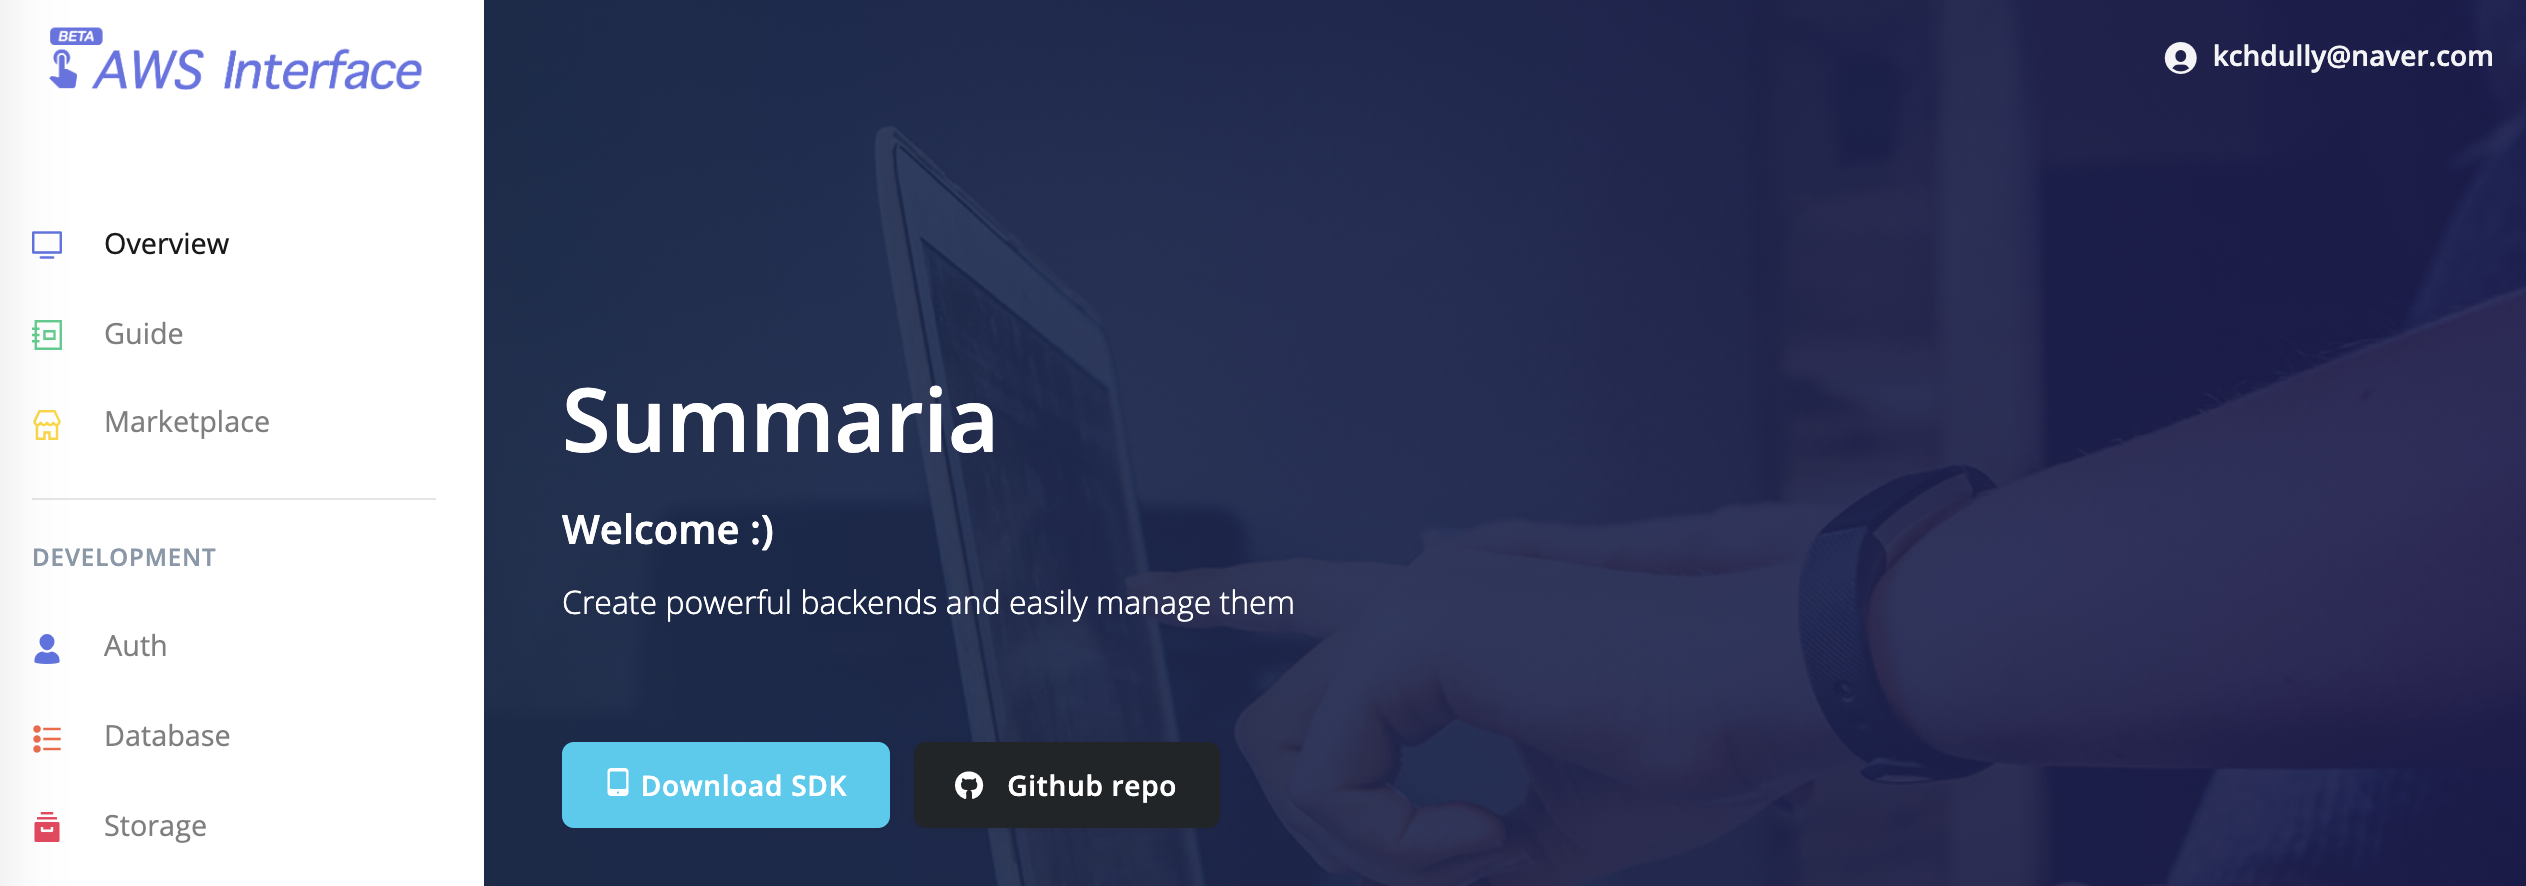 BETA
AWS Interface
kchdully@naver.com
Overview
Guide
Marketplace
DEVELOPMENT
Auth
Database
Storage
Summaria
Welcome :)
Create powerful backends and easily manage them
Download SDK
Github repo